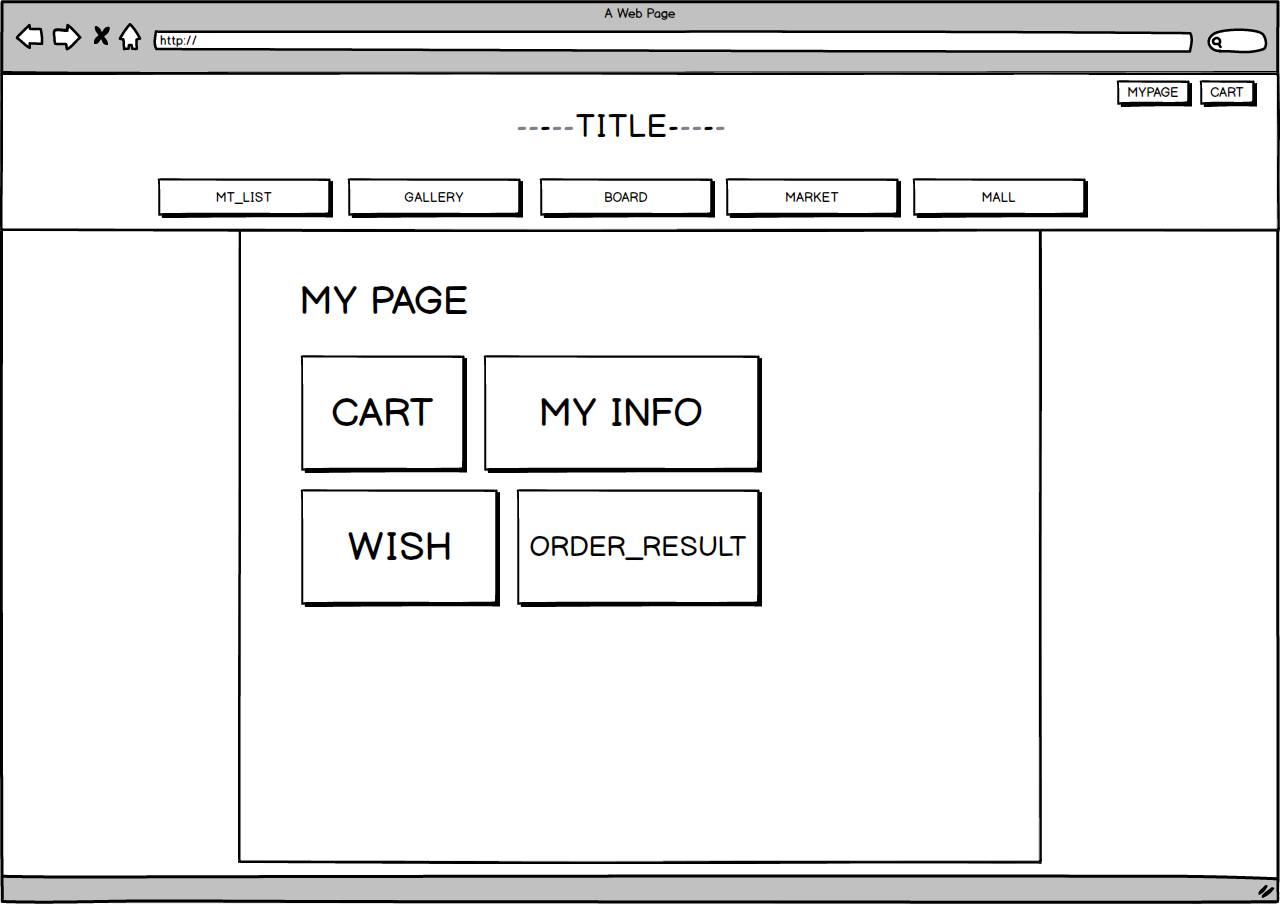 A Web Page
http://
MYPAGE CART
-----TITLE-----
MT_LIST GALLERY BOARD MARKET MALL
MY PAGE
CART MY INFO
WISH ORDER_RESULT